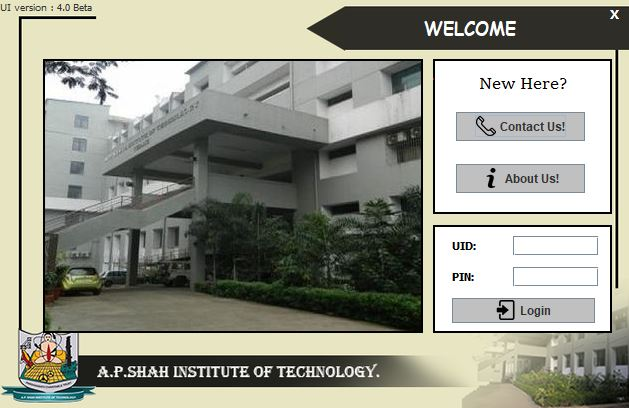 UI version : 4.0 Beta
WELCOME
X
New Here?
Contact Us!
About Us!
UID:
PIN:
Login
A.P.SHAH INSTITUTE OF TECHNOLOGY.